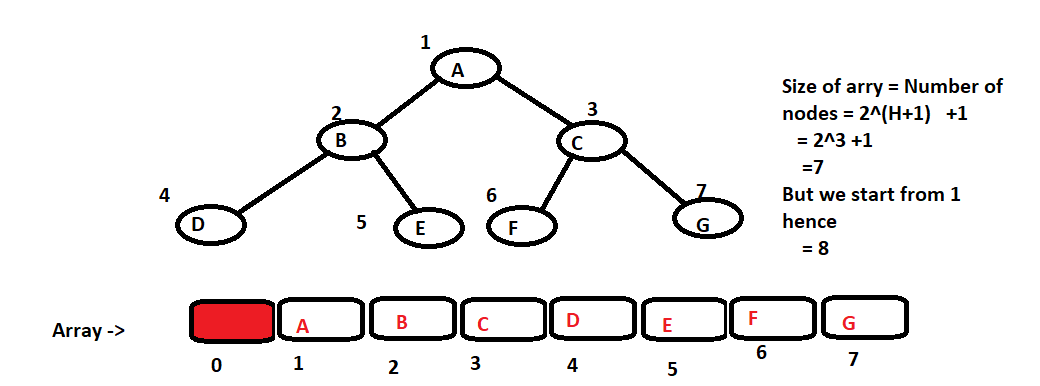 1
A
2
B
3
C
4
D
5
E
6
F
7
G
Size of arry = Number of
nodes = 2^(H+1)   +1
= 2^3 +1
=7
But we start from 1
hence
= 8
Array ->
A B C D E F G
0 1 2 3 4 5 6 7